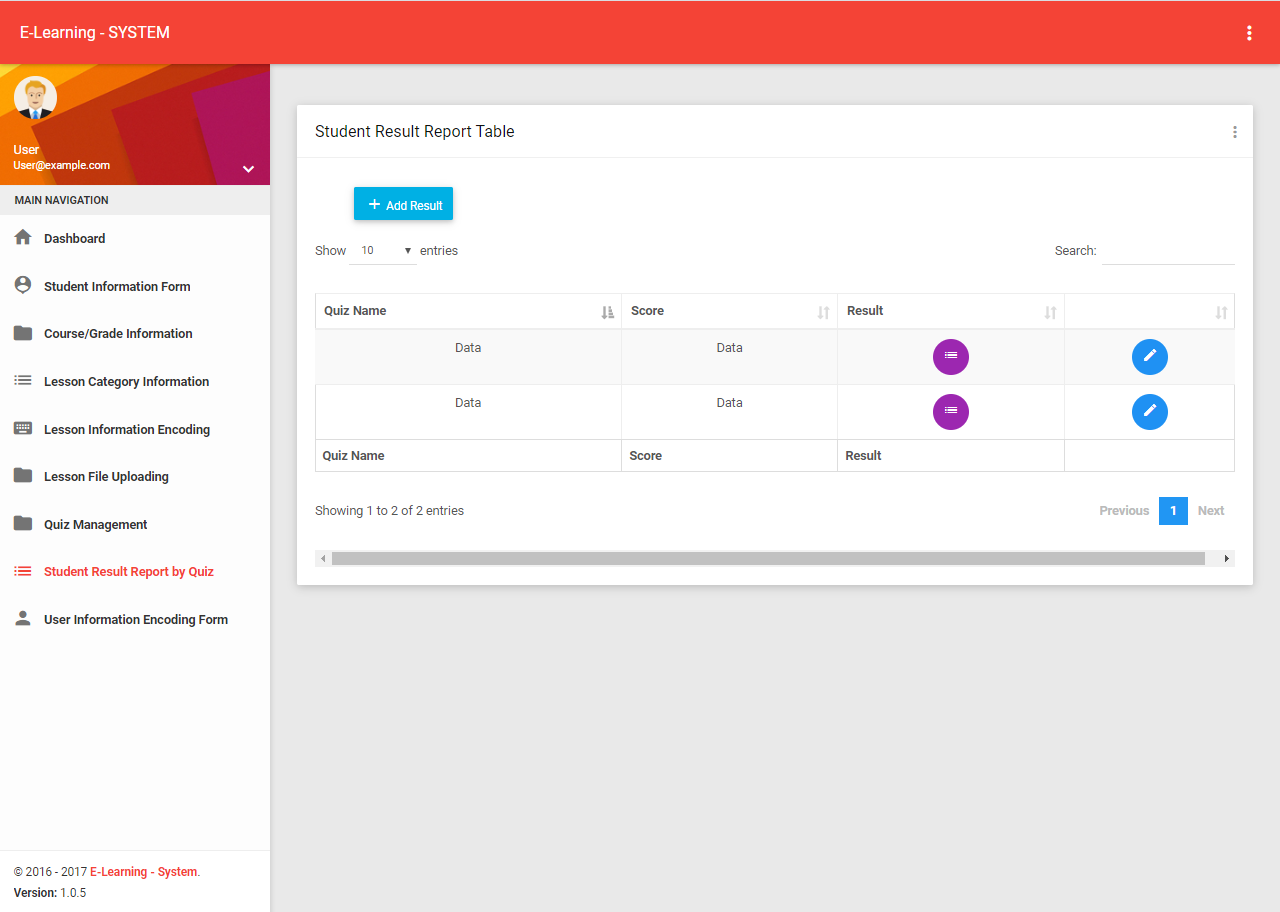 E-Learning - SYSTEM
User
User@example.com
MAIN NAVIGATION
Dashboard
Student Information Form
Course/Grade Information
Lesson Category Information
Lesson Information Encoding
Lesson File Uploading
Quiz Management
Student Result Report by Quiz
User Information Encoding Form
© 2016 - 2017 E-Learning - System.
Version: 1.0.5
Student Result Report Table
+ Add Result
Show 10 entries Search:
Quiz Name Score Result
Data Data
Data Data
Quiz Name Score Result
Showing 1 to 2 of 2 entries Previous 1 Next